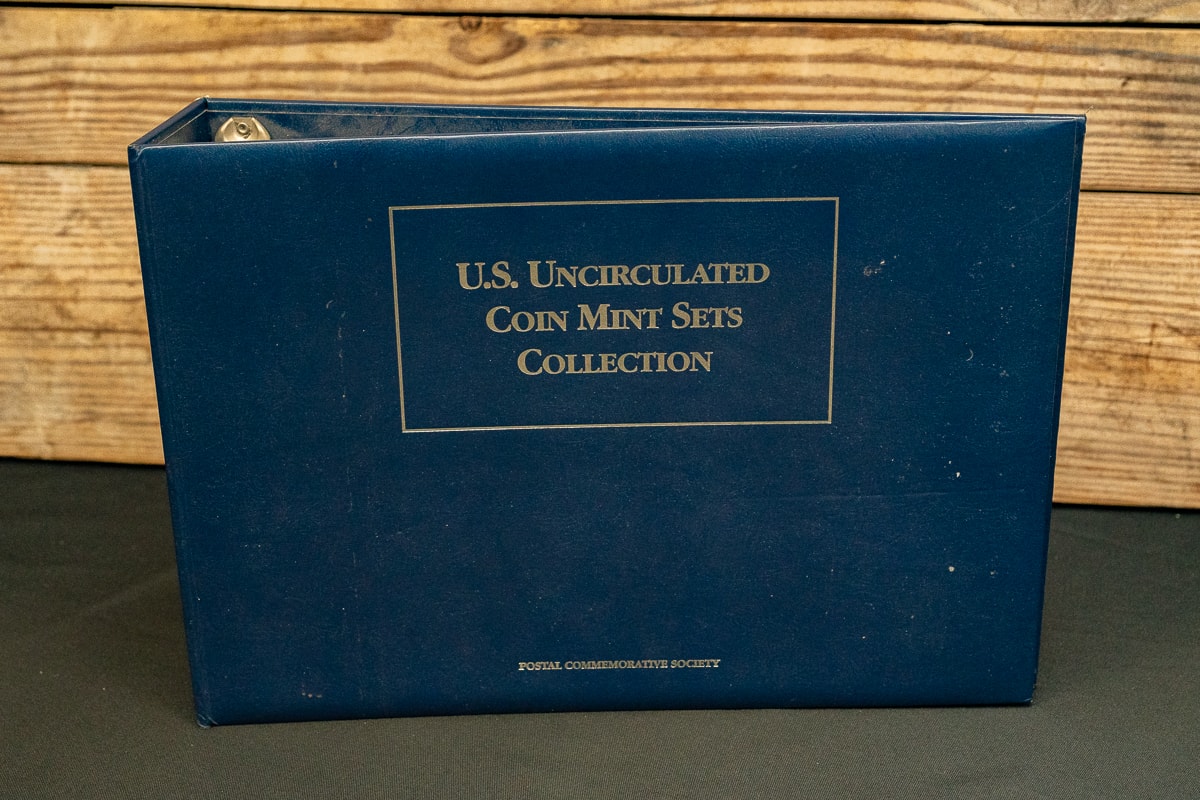 U.S. UNCIRCULATED
COIN MINT SETS
COLLECTION
POSTAL COMMEMORATIVE SOCIETY